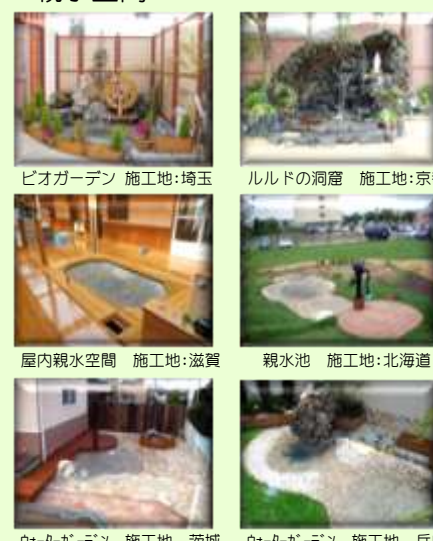 ビオガーデン 施工地:埼玉
ルルドの洞窟 施工地:京
屋内親水空間 施工地:滋賀
親水池 施工地:北海道
ｳｫｰﾀｰｶﾞｰﾃﾞﾝ 施工地
ｳｫｰﾀｰｶﾞｰﾃﾞﾝ 施工地